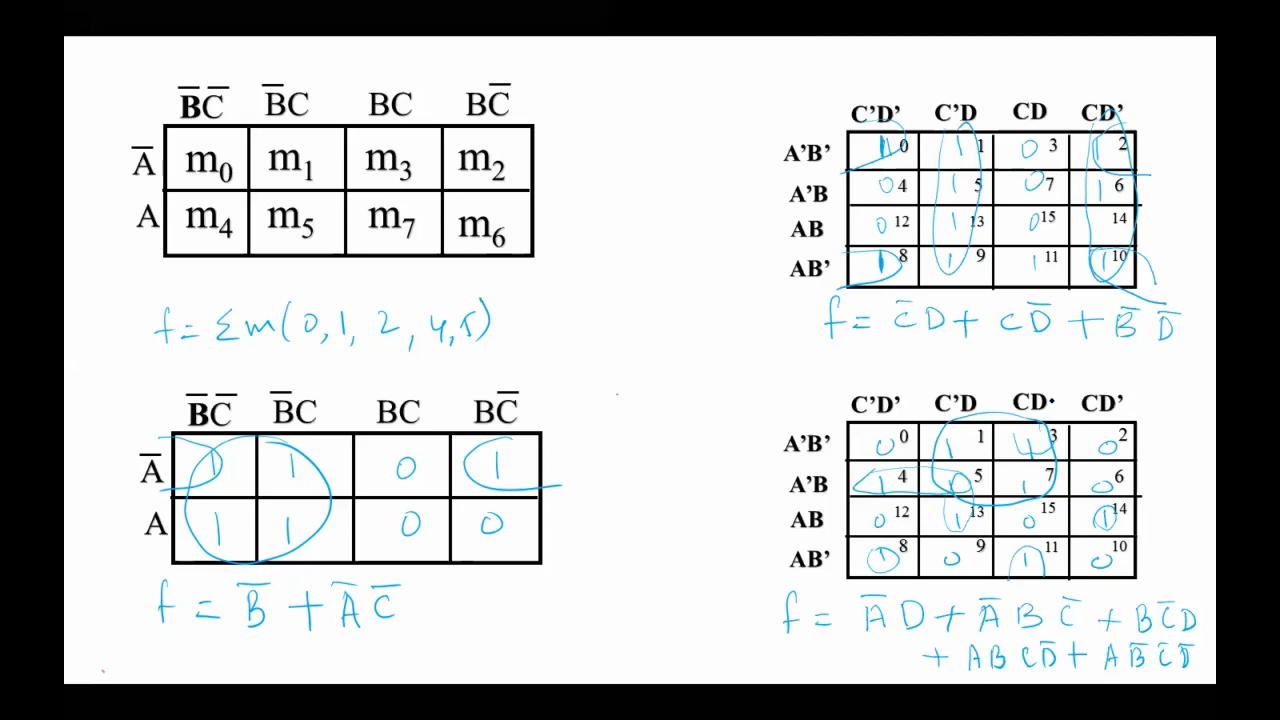 B̅C̅ B̅C BC BC̅
A̅ m0 m1 m3 m2
A m4 m5 m7 m6
f = Σm(0,1,2,4,5)
B̅C̅ B̅C BC BC̅
A̅ 1 1 0 1
A 1 1 0 0
f = B̅ + A̅C̅
C’D’ C’D CD CD’
A’B’ 1 0 1 1 0 3 1 2
A’B 0 4 1 5 0 7 1 6
AB 0 12 1 13 0 15 14
AB’ 1 8 1 9 1 11 1 10
f = C̅D + CD̅ + B̅D̅
C’D’ C’D CD CD’
A’B’ 0 0 1 1 3 0 2
A’B 1 4 5 1 7 0 6
AB 0 12 1 13 0 15 1 14
AB’ 1 8 0 9 1 11 0 10
f = A̅D + A̅BC̅ + BC̅D
+ ABCD̅ + AB̅C̅D̅